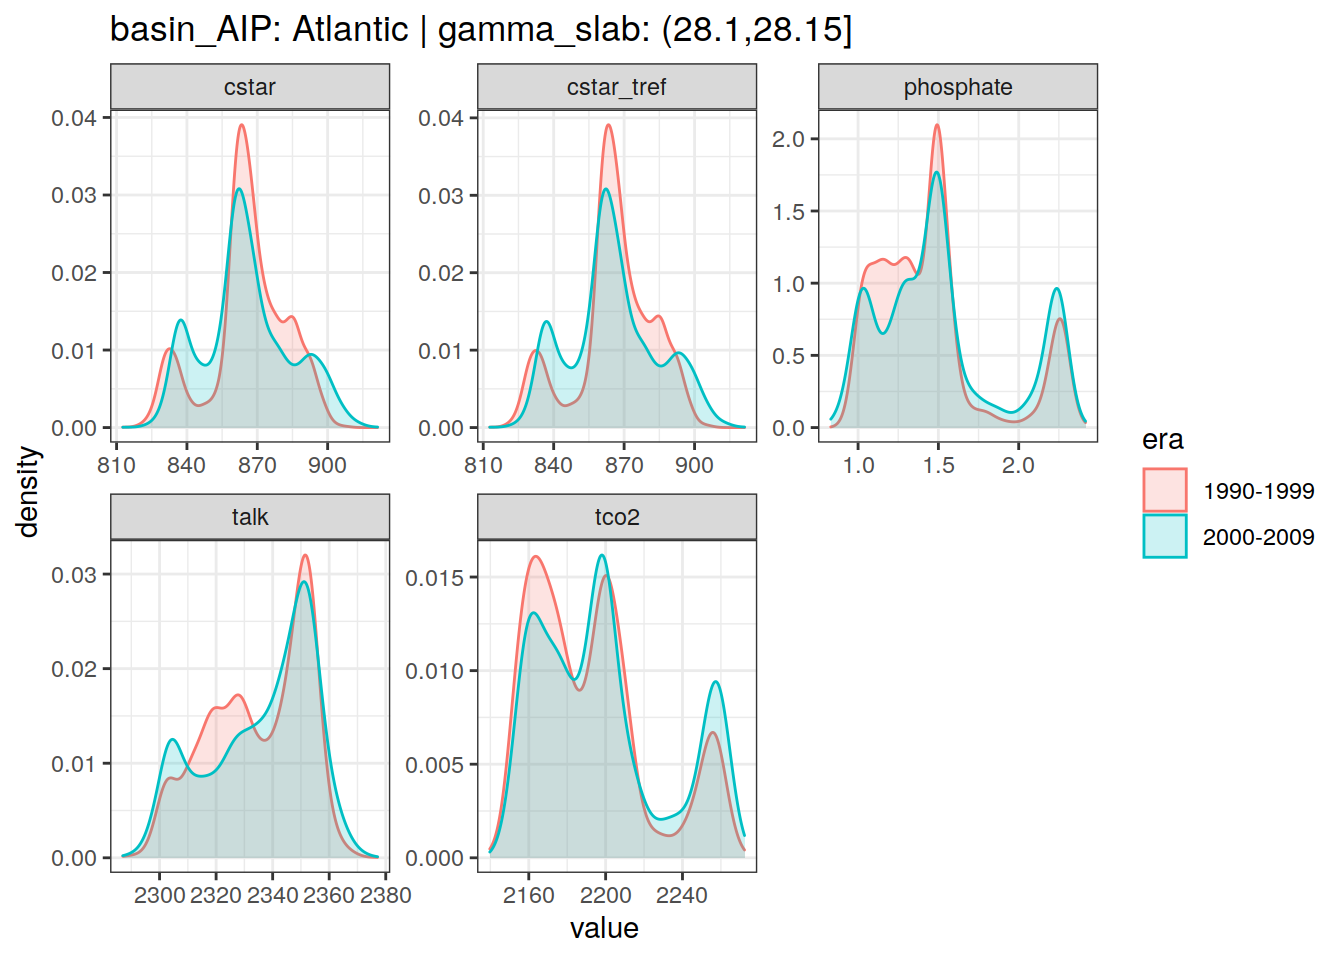 basin_AIP: Atlantic | gamma_slab: (28.1,28.15]
cstar
cstar_tref
phosphate
0.04
0.03
0.02
0.01
0.00
810 840 870 900
0.04
0.03
0.02
0.01
0.00
810 840 870 900
2.0
1.5
1.0
0.5
0.0
1.0 1.5 2.0
talk
tco2
0.03
0.02
0.01
0.00
2300 2320 2340 2360 2380
0.015
0.010
0.005
0.000
2160 2200 2240
density
value
era
1990-1999
2000-2009